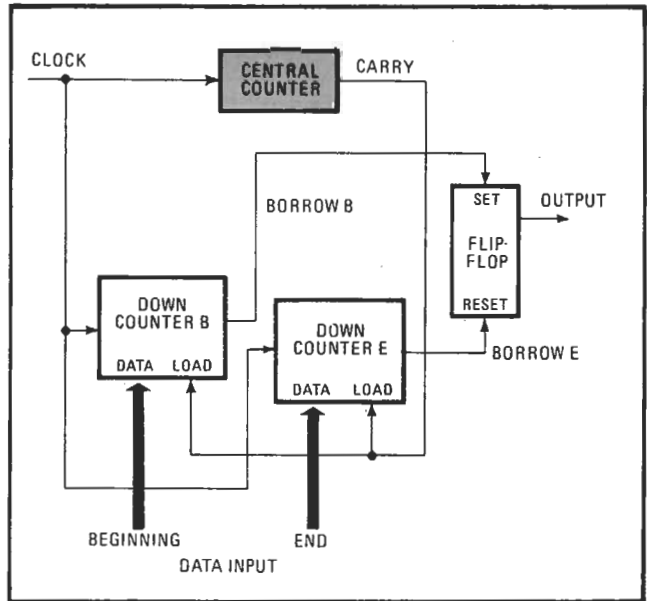 CLOCK
CENTRAL
COUNTER
CARRY
SET
FLIP-
FLOP
RESET
OUTPUT
BORROW B
DOWN
COUNTER B
DATA LOAD
DOWN
COUNTER E
DATA LOAD
BORROW E
BEGINNING
END
DATA INPUT